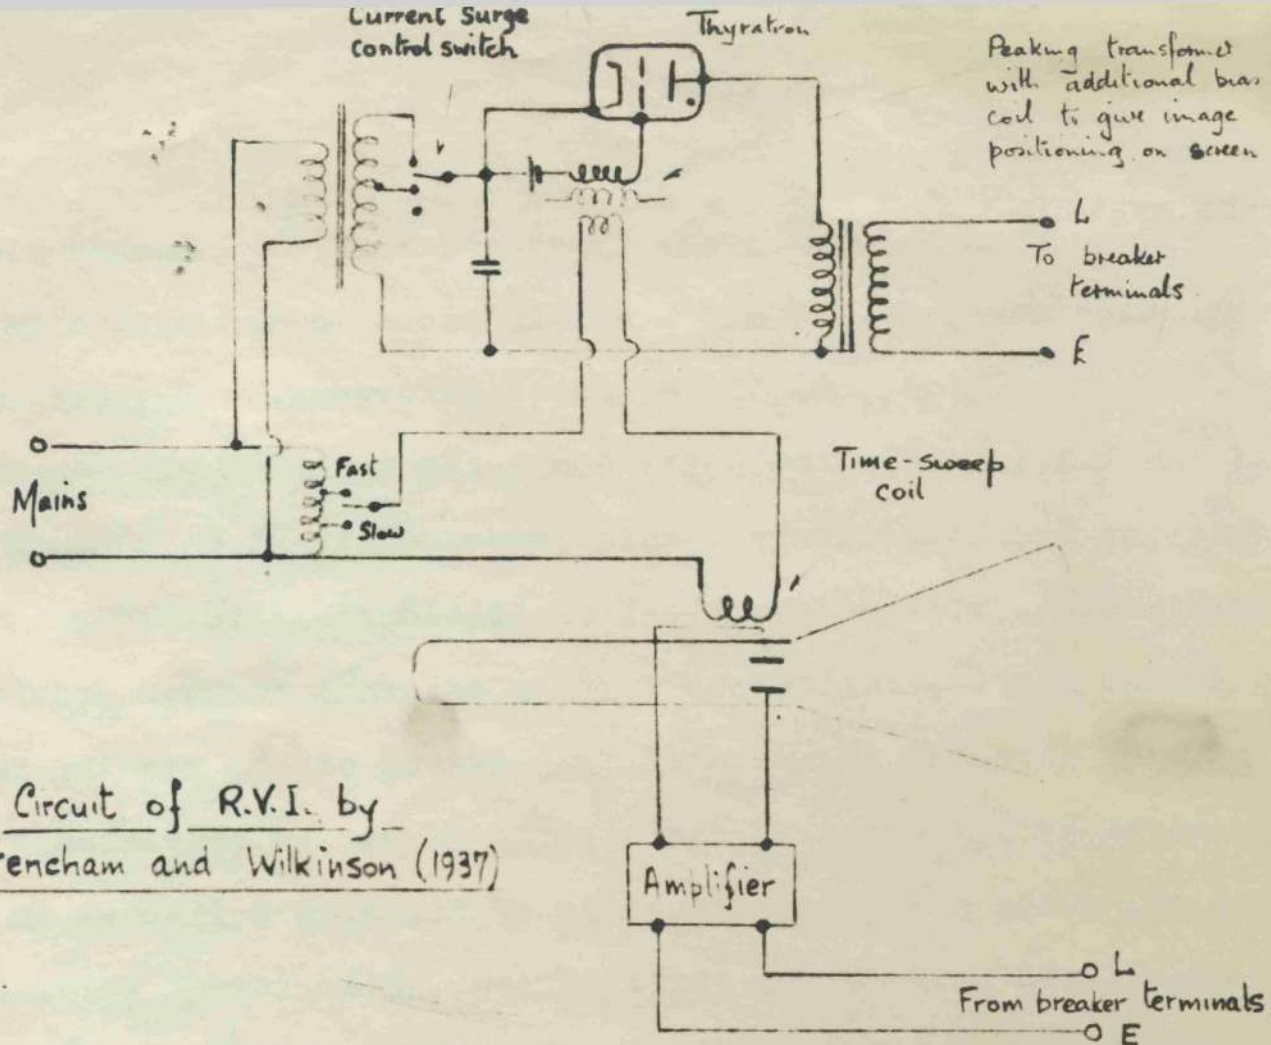 Current Surge
control switch
Thyratron
Peaking transformer
with additional bias
coil to give image
positioning on screen
L
To breaker
terminals
E
Mains
Fast
Slow
Time-sweep
coil
Circuit of R.V.I. by
encham and Wilkinson (1937)
Amplifier
L
From breaker terminals
E